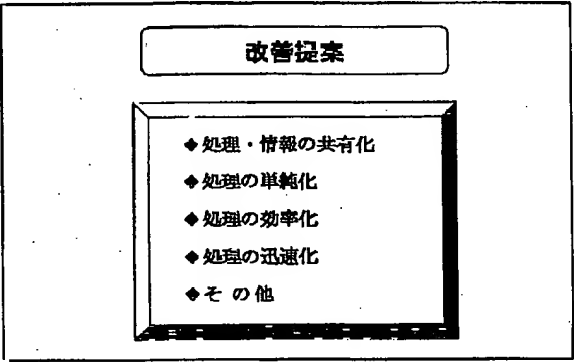 改善提案
◆処理・情報の共有化
◆処理の単純化
◆処理の効率化
◆処理の迅速化
◆その他